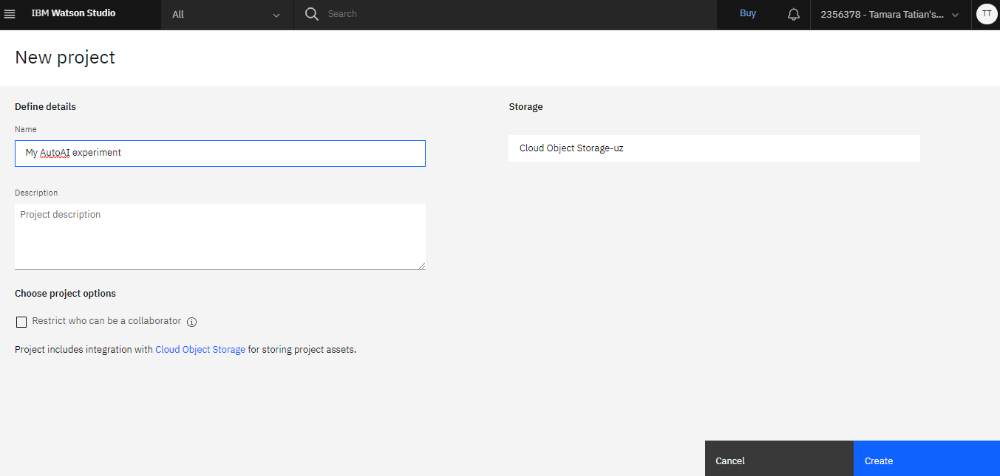 IBM Watson Studio
All
Search
Buy
2356378 - Tamara Tatian's...
TT
New project
Define details
Name
My AutoAI experiment
Description
Project description
Choose project options
Restrict who can be a collaborator
Project includes integration with Cloud Object Storage for storing project assets.
Storage
Cloud Object Storage-uz
Cancel
Create